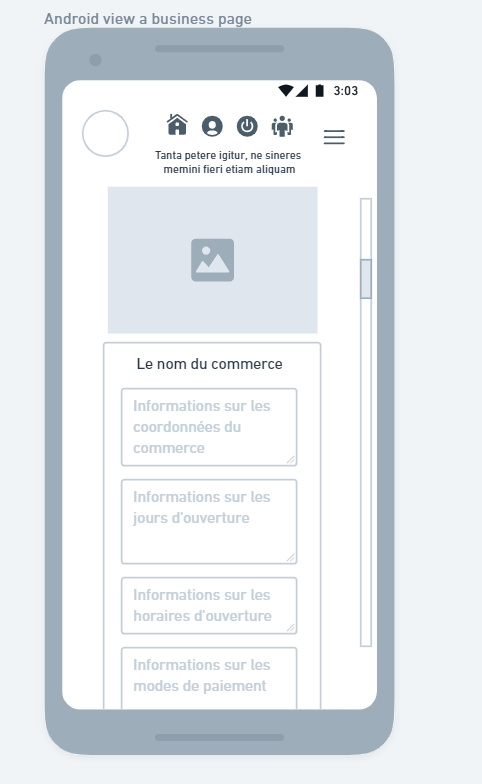 Android view a business page
3:03
Tanta petere igitur, ne sineres
memini fieri etiam aliquam
Le nom du commerce
Informations sur les
coordonnées du
commerce
Informations sur les
jours d'ouverture
Informations sur les
horaires d'ouverture
Informations sur les
modes de paiement